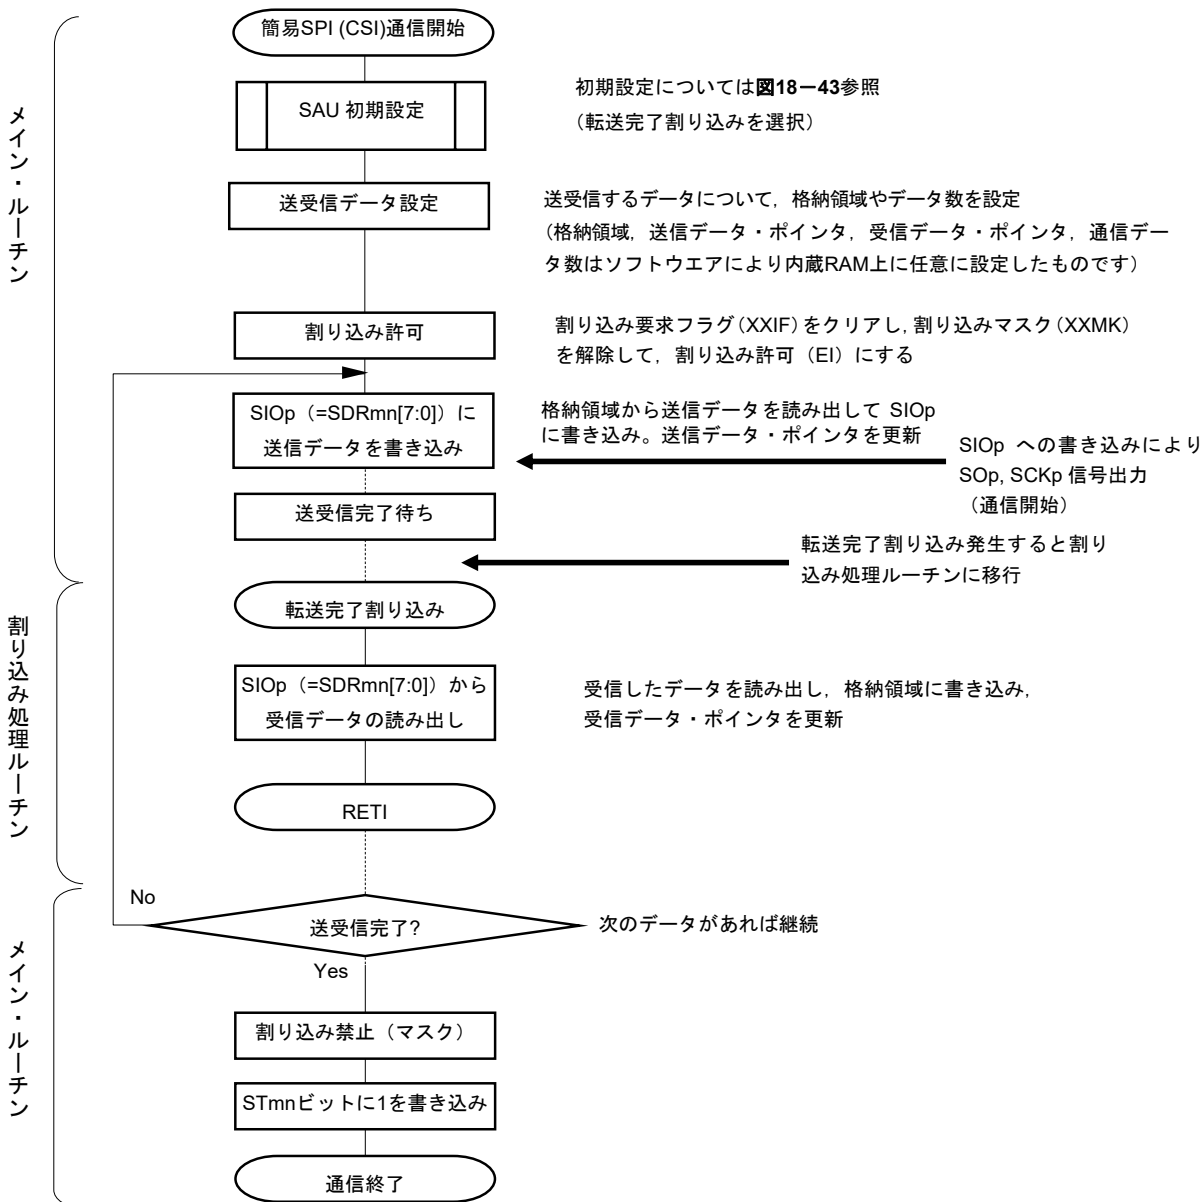 簡易SPI (CSI)通信開始
SAU 初期設定
初期設定については図18-43参照
（転送完了割り込みを選択）
メイン・ルーチン
送受信データ設定
送受信するデータについて，格納領域やデータ数を設定
（格納領域，送信データ・ポインタ，受信データ・ポインタ，通信デー
タ数はソフトウエアにより内蔵RAM上に任意に設定したものです）
割り込み許可
割り込み要求フラグ（XXIF）をクリアし，割り込みマスク（XXMK）
を解除して，割り込み許可（EI）にする
SIOp（=SDRmn[7:0]）に
送信データを書き込み
格納領域から送信データを読み出して SIOp
に書き込み。送信データ・ポインタを更新
SIOp への書き込みにより
SOp, SCKp 信号出力
（通信開始）
送受信完了待ち
転送完了割り込み発生すると割り
込み処理ルーチンに移行
転送完了割り込み
割り込み処理ルーチン
SIOp（=SDRmn[7:0]）から
受信データの読み出し
受信したデータを読み出し，格納領域に書き込み，
受信データ・ポインタを更新
RETI
No
送受信完了?
次のデータがあれば継続
Yes
メイン・ルーチン
割り込み禁止（マスク）
STmnビットに1を書き込み
通信終了